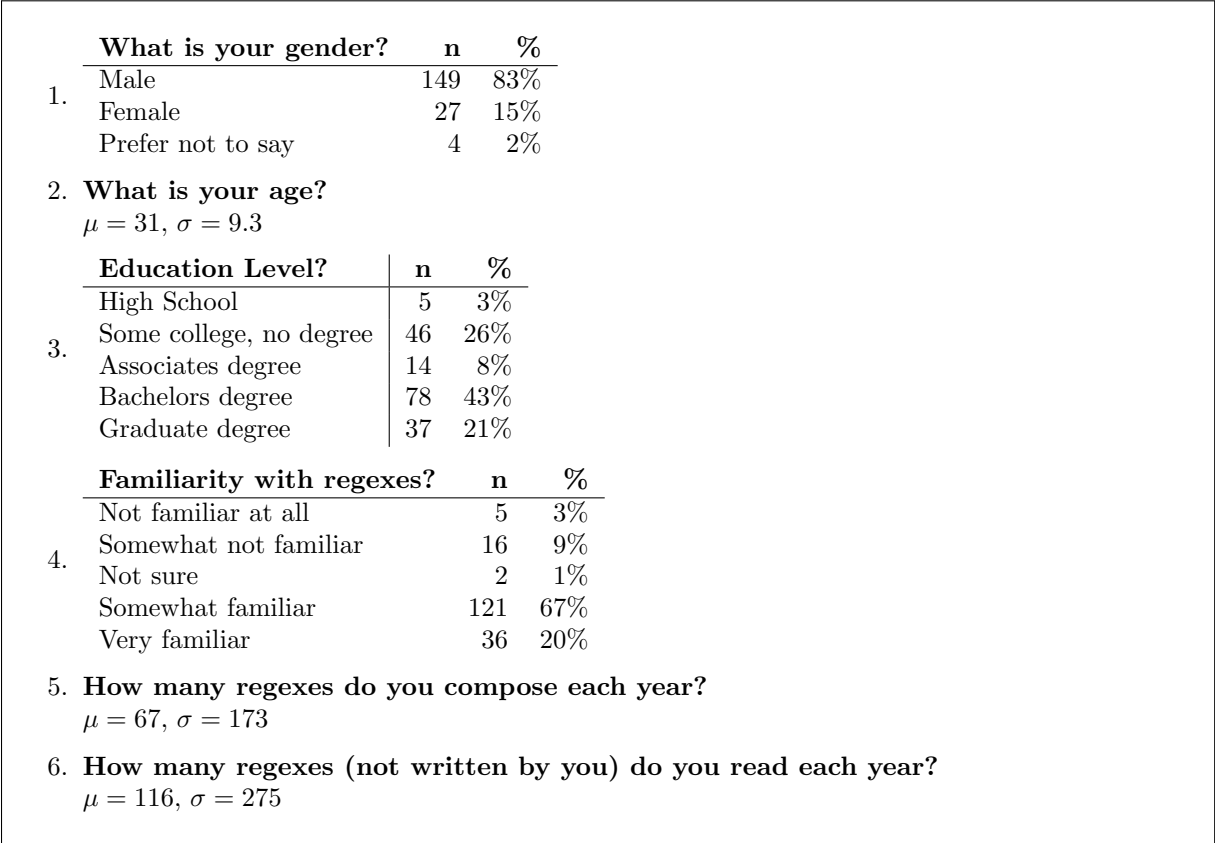 1.
What is your gender? n %
Male 149 83%
Female 27 15%
Prefer not to say 4 2%
2. What is your age?
μ = 31, σ = 9.3
3.
Education Level? n %
High School 5 3%
Some college, no degree 46 26%
Associates degree 14 8%
Bachelors degree 78 43%
Graduate degree 37 21%
4.
Familiarity with regexes? n %
Not familiar at all 5 3%
Somewhat not familiar 16 9%
Not sure 2 1%
Somewhat familiar 121 67%
Very familiar 36 20%
5. How many regexes do you compose each year?
μ = 67, σ = 173
6. How many regexes (not written by you) do you read each year?
μ = 116, σ = 275